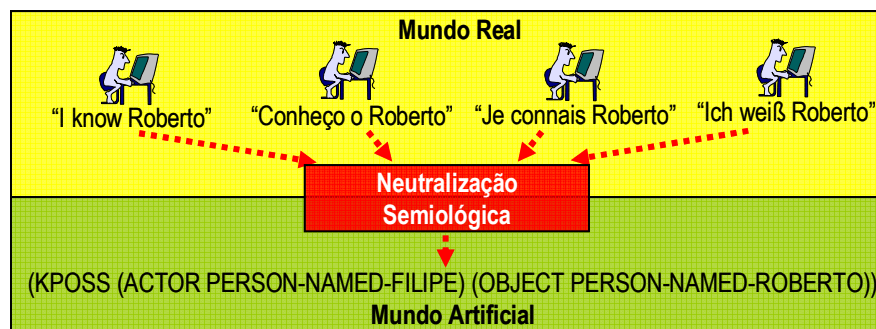 Mundo Real
“I know Roberto”
“Conheço o Roberto”
“Je connais Roberto”
“Ich weiß Roberto”
Neutralização
Semiológica
(KPOSS (ACTOR PERSON-NAMED-FILIPE) (OBJECT PERSON-NAMED-ROBERTO))
Mundo Artificial